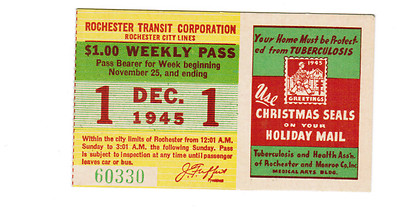 ROCHESTER TRANSIT CORPORATION
ROCHESTER CITY LINES
$1.00 WEEKLY PASS
Pass Bearer for Week beginning
November 25, and ending
1 DEC. 1945 1
Within the city limits of Rochester from 12:01 A.M.
Sunday to 3:01 A.M. the following Sunday. Pass
is subject to inspection at any time until passenger
leaves car or bus.
60330
President
Your Home Must be Protect-
ed from TUBERCULOSIS
1945
GREETINGS
Use
CHRISTMAS SEALS
ON YOUR
HOLIDAY MAIL
Tuberculosis and Health Ass'n.
of Rochester and Monroe Co. Inc.
MEDICAL ARTS BLDG.